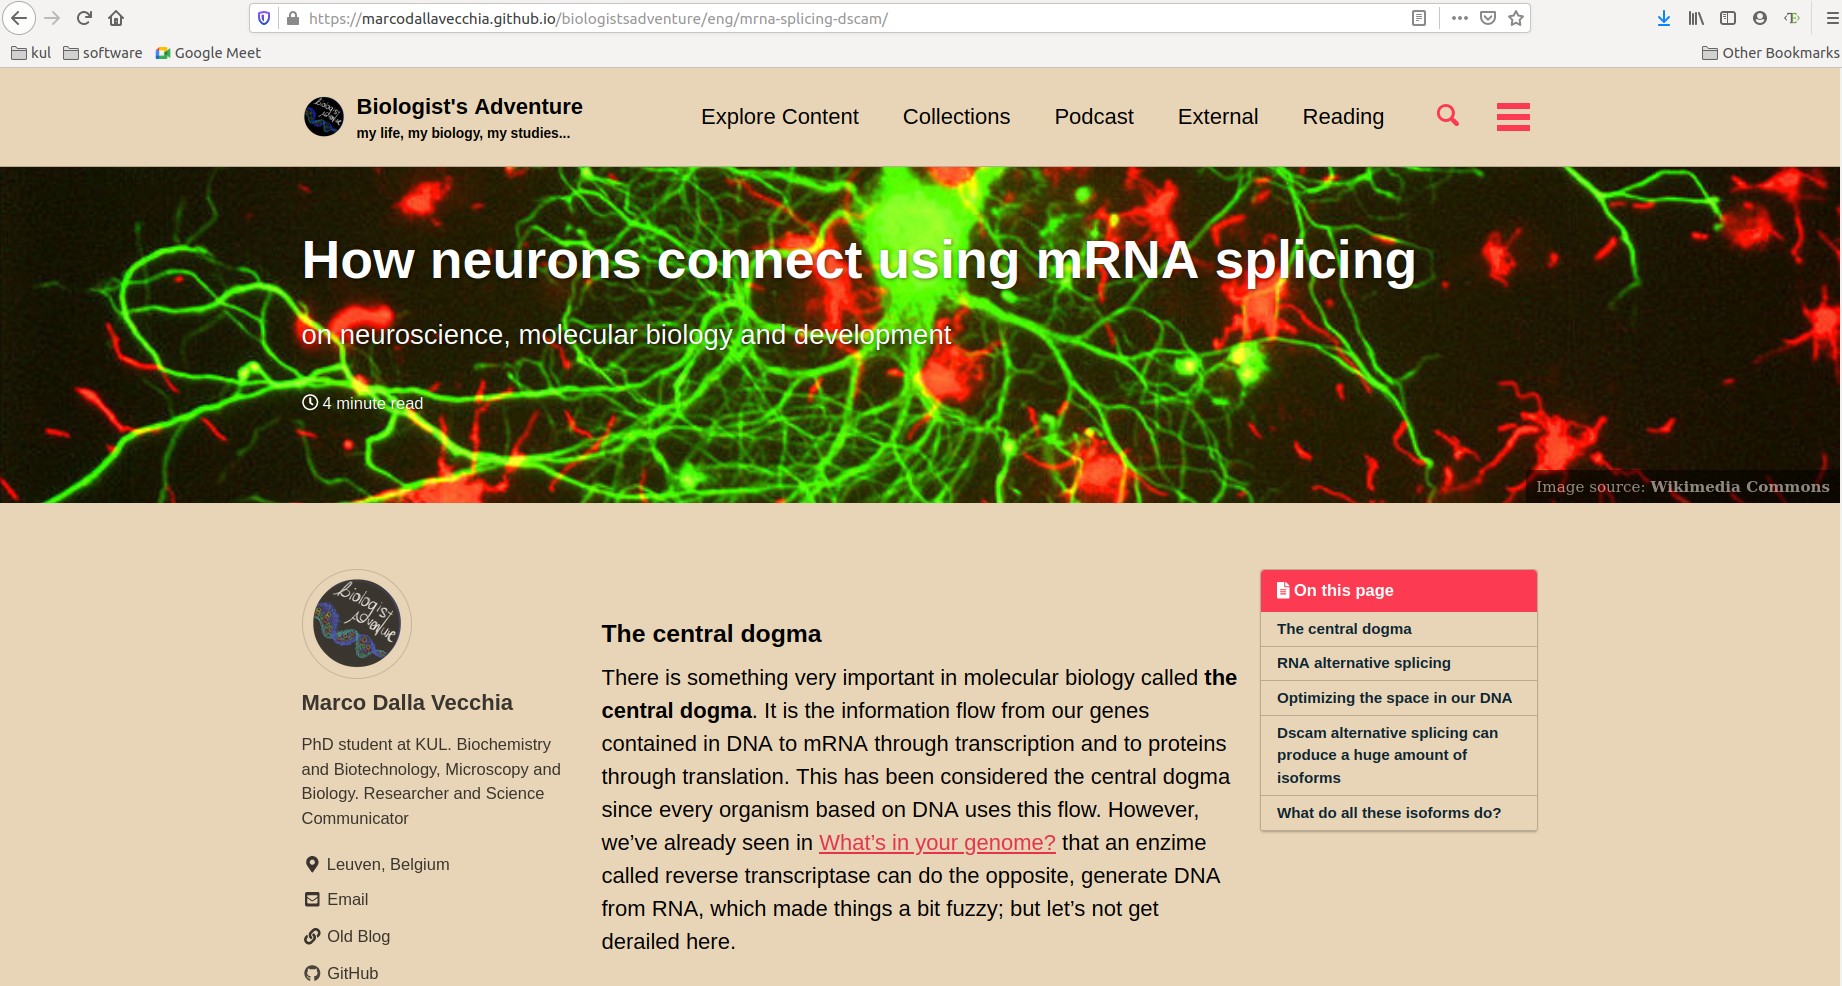 https://marcodallavecchia.github.io/biologistsadventure/eng/mrna-splicing-dscam/
kul software Google Meet Other Bookmarks
Biologist's Adventure
my life, my biology, my studies...
Explore Content Collections Podcast External Reading
How neurons connect using mRNA splicing
on neuroscience, molecular biology and development
4 minute read
Image source: Wikimedia Commons
Biologist
Adventure
Marco Dalla Vecchia
PhD student at KUL. Biochemistry
and Biotechnology, Microscopy and
Biology. Researcher and Science
Communicator
Leuven, Belgium
Email
Old Blog
GitHub
The central dogma
There is something very important in molecular biology called the
central dogma. It is the information flow from our genes
contained in DNA to mRNA through transcription and to proteins
through translation. This has been considered the central dogma
since every organism based on DNA uses this flow. However,
we’ve already seen in What’s in your genome? that an enzime
called reverse transcriptase can do the opposite, generate DNA
from RNA, which made things a bit fuzzy; but let’s not get
derailed here.
On this page
The central dogma
RNA alternative splicing
Optimizing the space in our DNA
Dscam alternative splicing can
produce a huge amount of
isoforms
What do all these isoforms do?